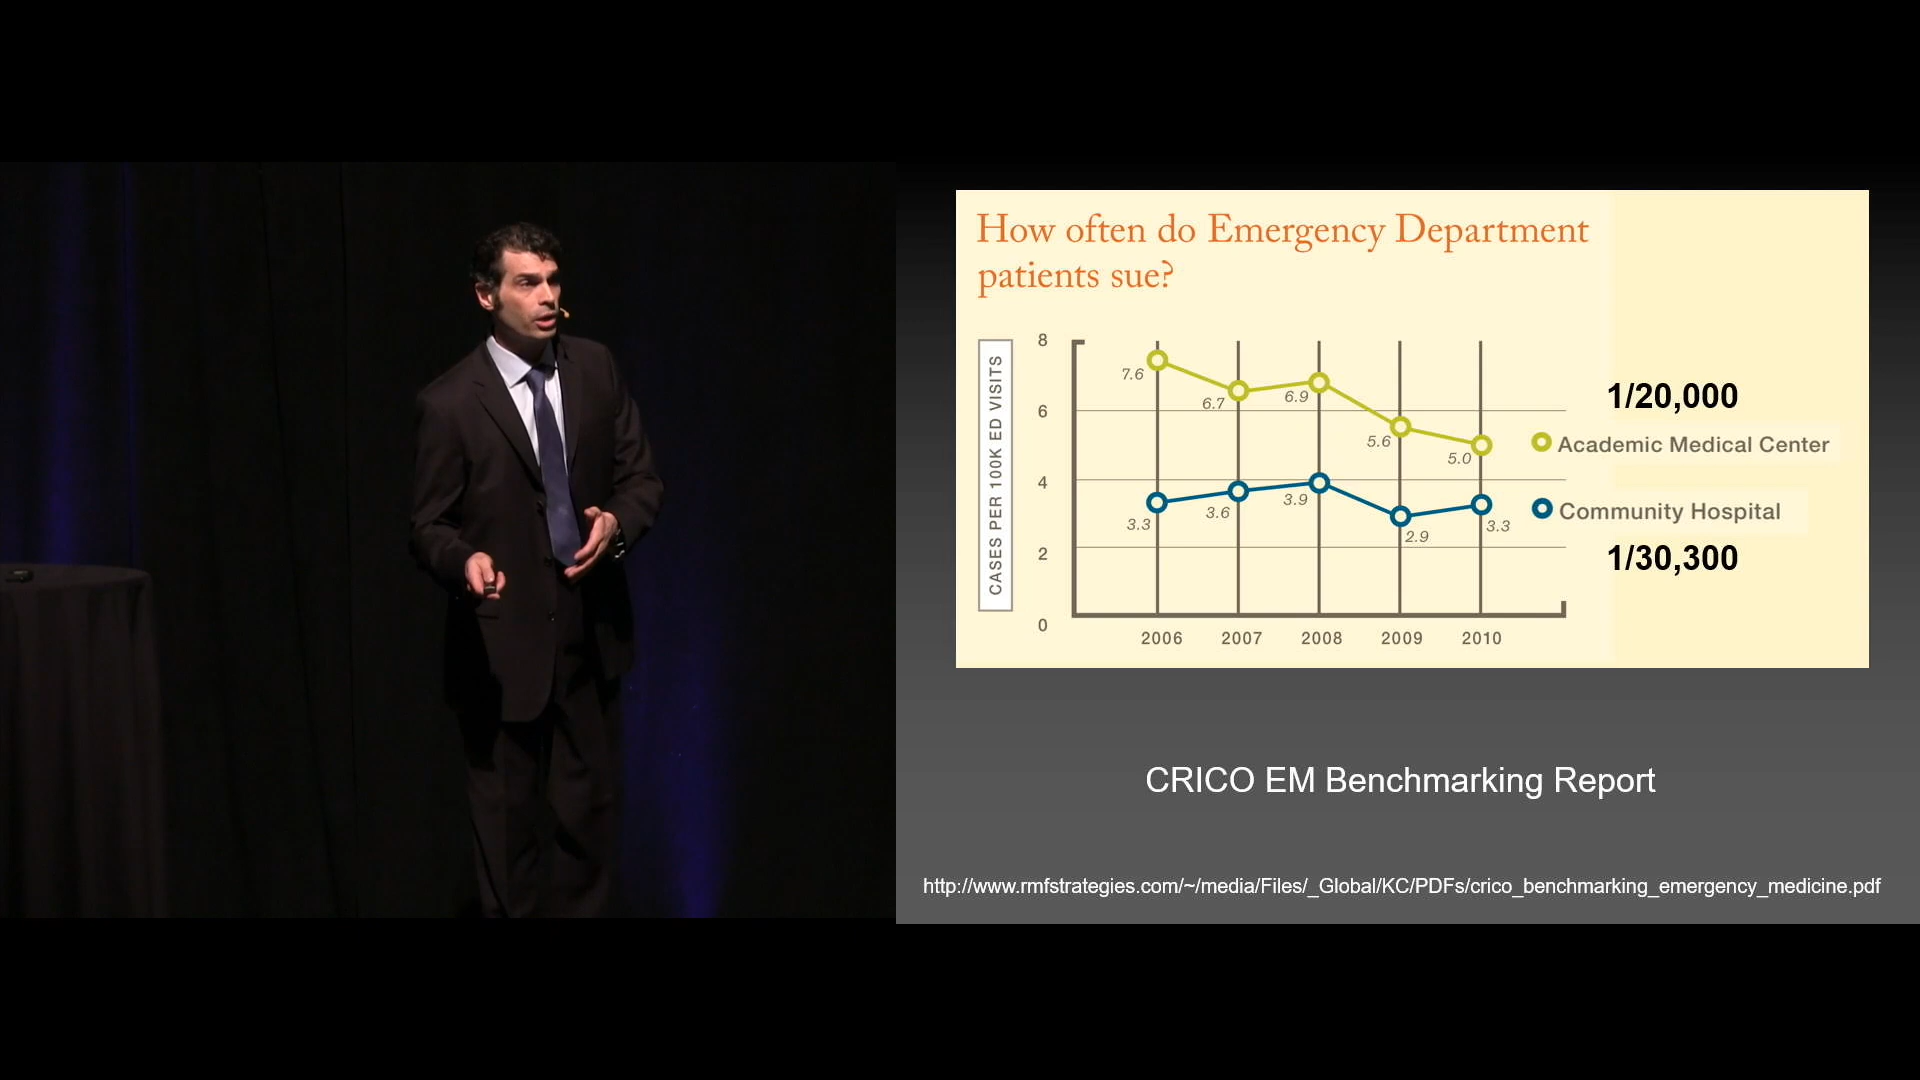 How often do Emergency Department
patients sue?
CASES PER 100K ED VISITS
8
6
4
2
0
7.6
6.7
6.9
5.6
5.0
3.3
3.6
3.9
2.9
3.3
2006 2007 2008 2009 2010
1/20,000
Academic Medical Center
Community Hospital
1/30,300
CRICO EM Benchmarking Report
http://www.rmfstrategies.com/~/media/Files/_Global/KC/PDFs/crico_benchmarking_emergency_medicine.pdf